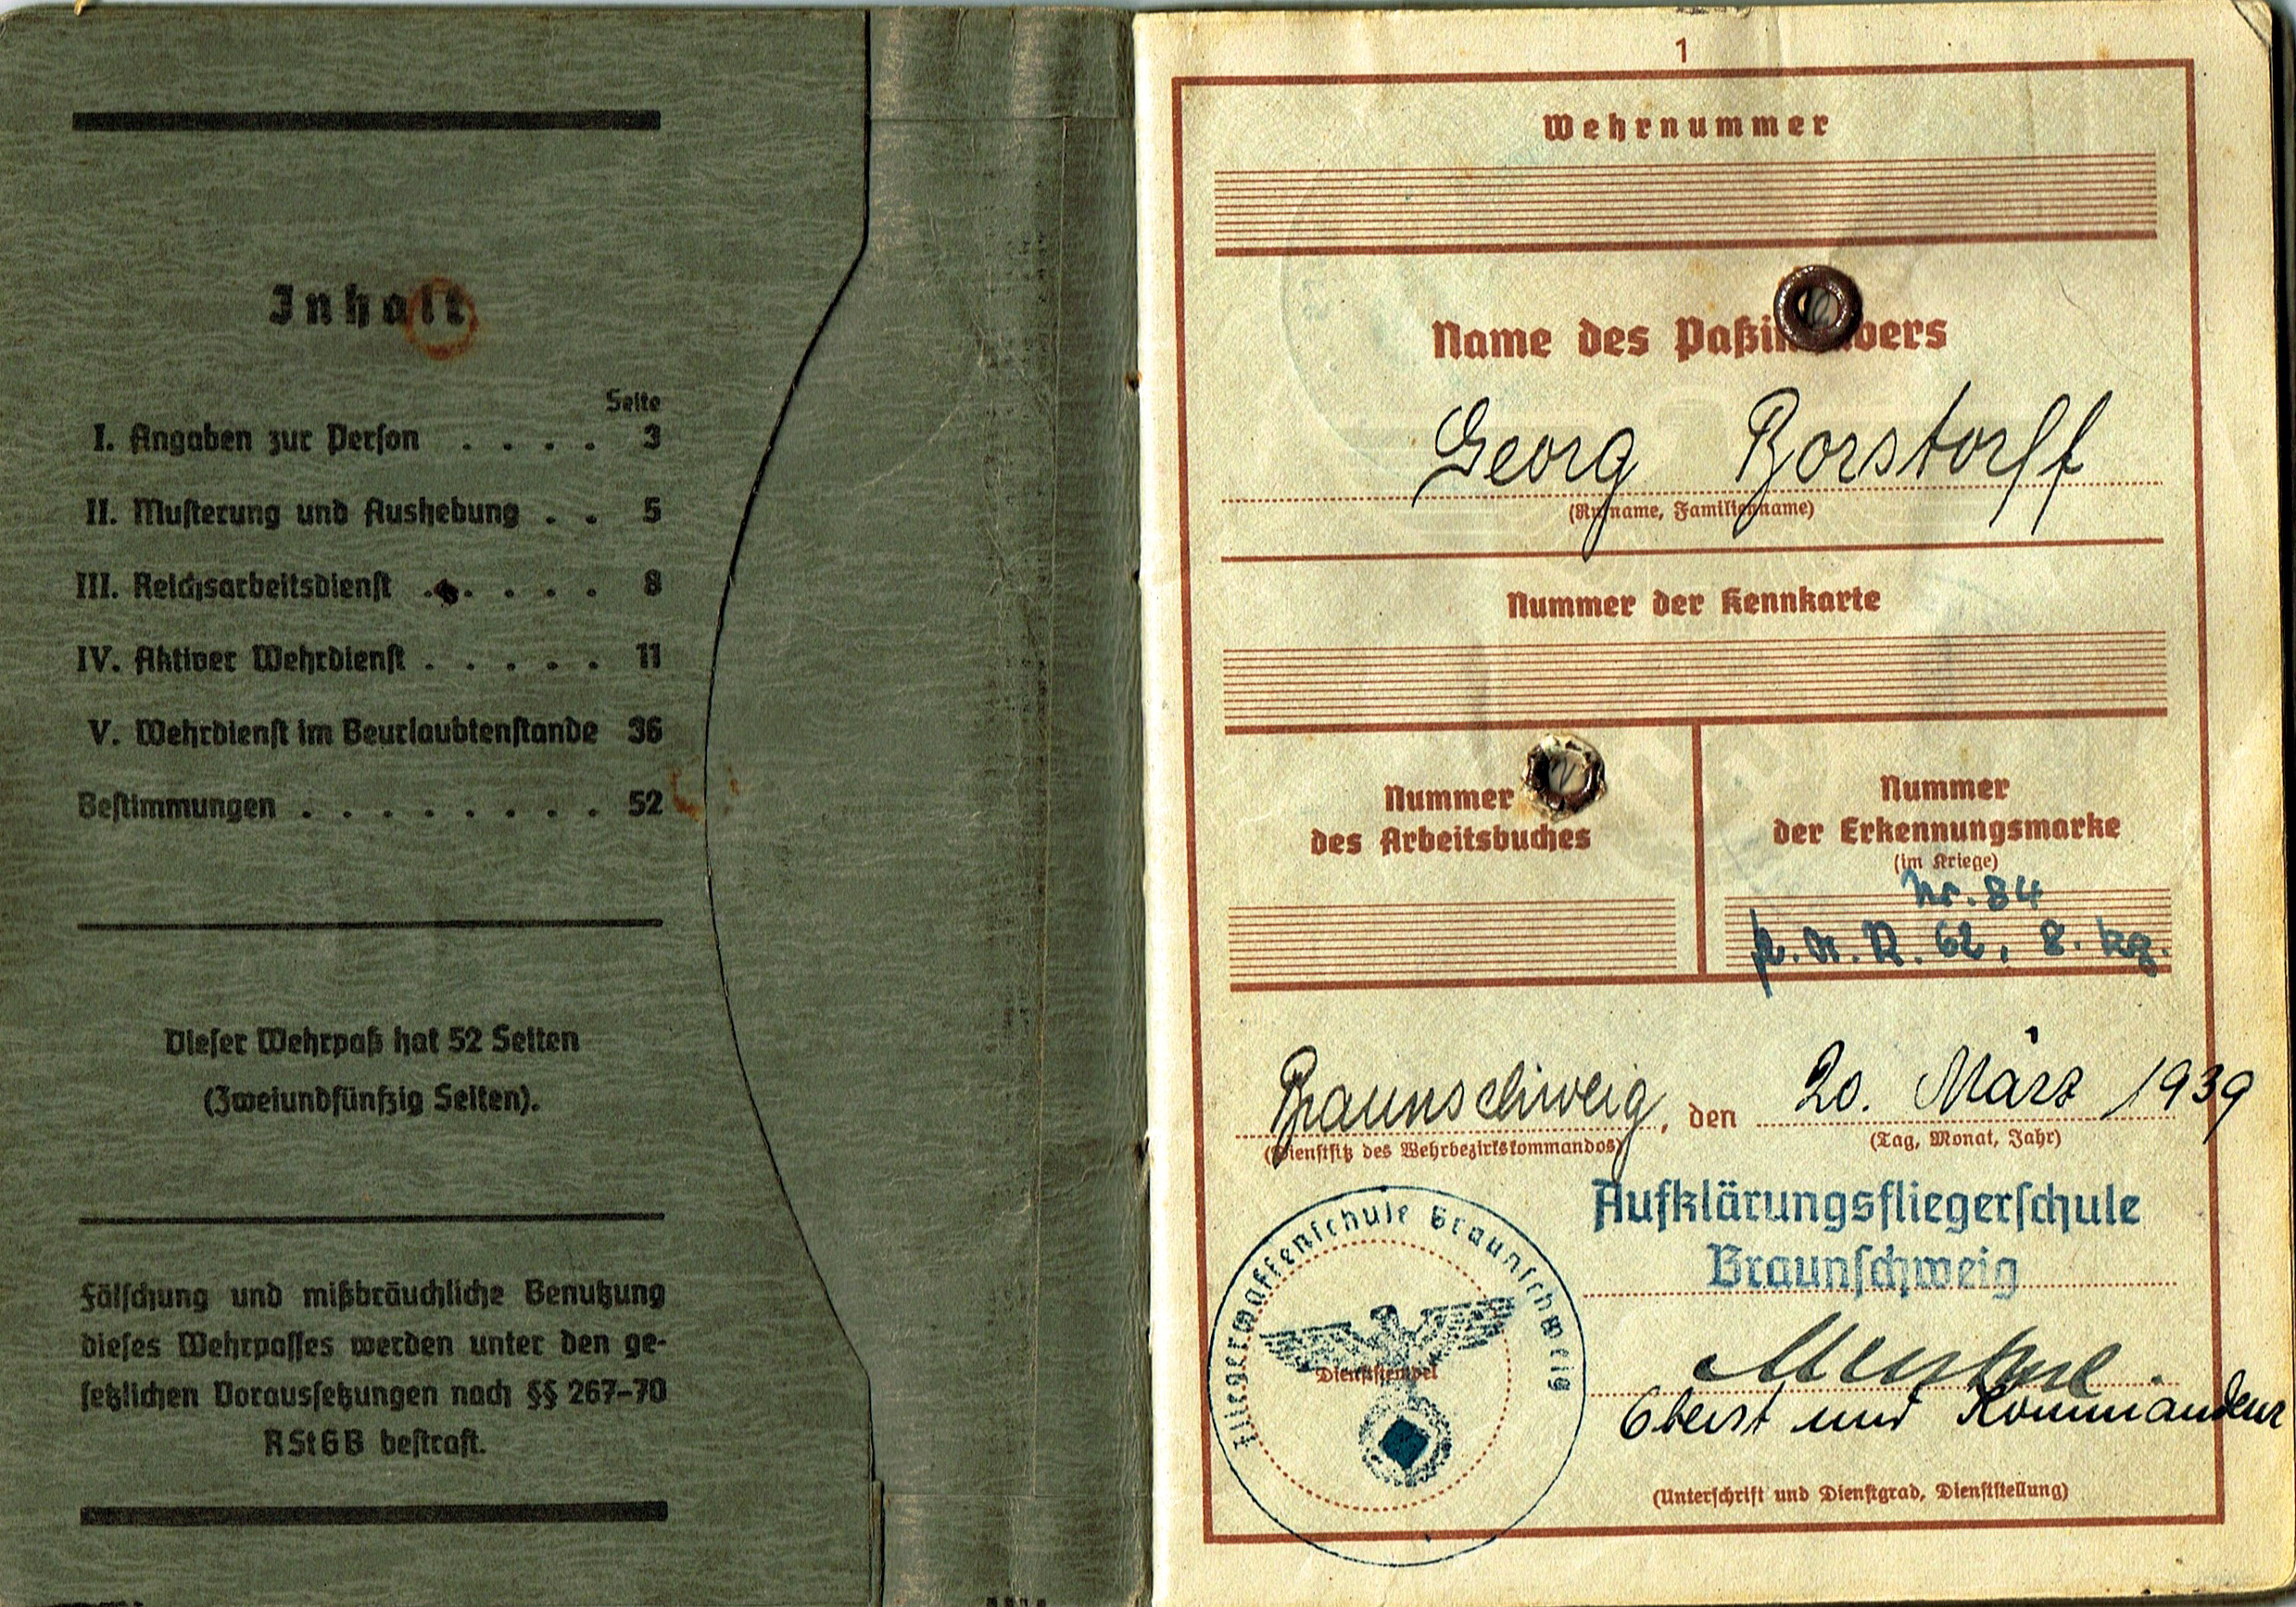 Inhalt
Seite
I. Angaben zur Person . . . . 3
II. Musterung und Aushebung . . 5
III. Reichsarbeitsdienst . . . . . 8
IV. Aktiver Wehrdienst . . . . . 11
V. Wehrdienst im Beurlaubtenstande 36
Bestimmungen . . . . . . . . 52
Dieser Wehrpaß hat 52 Seiten
(Zweiundfünfzig Seiten).
Fälschung und mißbräuchliche Benutzung
dieses Wehrpasses werden unter den ge-
setzlichen Voraussetzungen nach §§ 267-70
RStGB bestraft.
1
Wehrnummer
Name des Paßinhabers
Georg Borstorff
(Rufname, Familienname)
Nummer der Kennkarte
Nummer
des Arbeitsbuches
Nummer
der Erkennungsmarke
(im Kriege)
Nr. 84
62, 8.
Braunschweig, den 20. März 1939
(Dienstsitz des Wehrbezirkskommandos)
(Tag, Monat, Jahr)
Aufklärungsfliegerschule
Braunschweig
Fliegerwaffenschule Braunschweig
Dienststempel
Oberst und Kommandeur
(Unterschrift und Dienstgrad, Dienststellung)